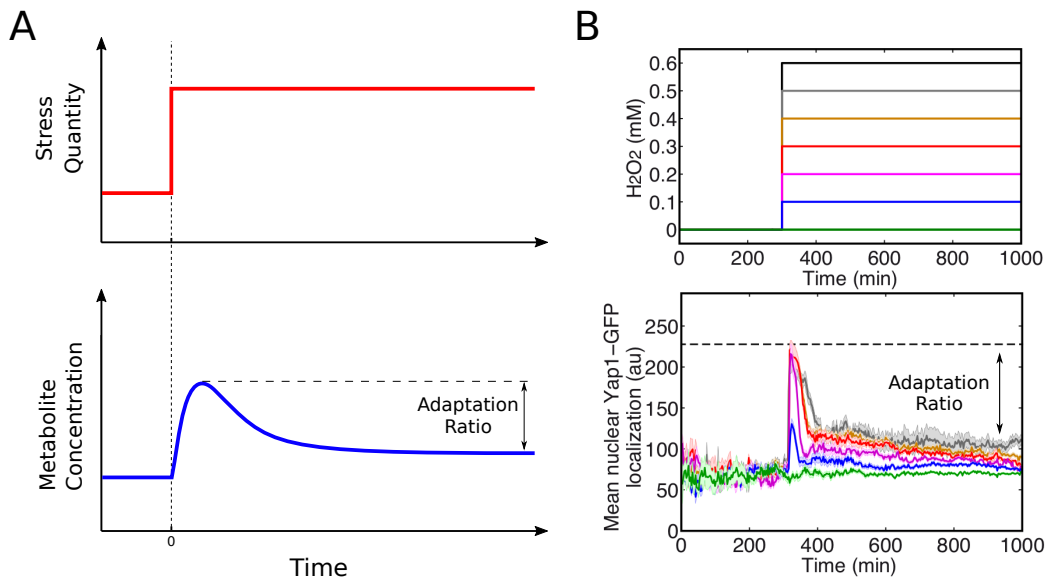 A
Stress
Quantity
Metabolite
Concentration
Adaptation
Ratio
0
Time
B
H2O2 (mM)
0.6
0.5
0.4
0.3
0.2
0.1
0
0 200 400 600 800 1000
Time (min)
Mean nuclear Yap1-GFP
localization (au)
250
200
150
100
50
0
Adaptation
Ratio
0 200 400 600 800 1000
Time (min)